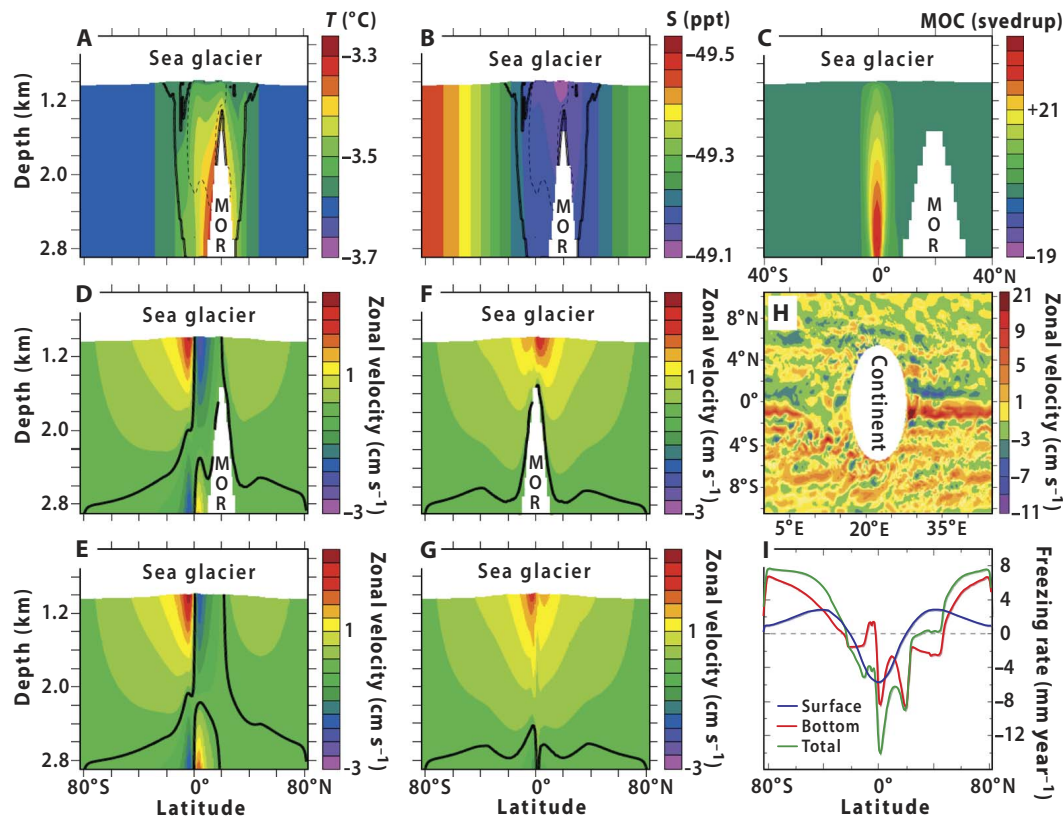 A T (°C)
Sea glacier
Depth (km)
1.2
2.0
2.8
M
O
R
−3.3
−3.5
−3.7
B S (ppt)
Sea glacier
M
O
R
−49.5
−49.3
−49.1
C MOC (svedrup)
Sea glacier
M
O
R
+21
−19
40°S 0° 40°N
D
Sea glacier
Depth (km)
1.2
2.0
2.8
M
O
R
1
−3
Zonal velocity (cm s⁻¹)
F
Sea glacier
M
O
R
1
−3
Zonal velocity (cm s⁻¹)
H
8°N
4°N
0°
4°S
8°S
Continent
5°E 20°E 35°E
21
9
5
1
−3
−7
−11
Zonal velocity (cm s⁻¹)
E
Sea glacier
Depth (km)
1.2
2.0
2.8
80°S 0° 80°N
Latitude
1
−3
Zonal velocity (cm s⁻¹)
G
Sea glacier
80°S 0° 80°N
Latitude
1
−3
Zonal velocity (cm s⁻¹)
I
Surface
Bottom
Total
8
4
0
−4
−8
−12
Freezing rate (mm year⁻¹)
80°S 0° 80°N
Latitude